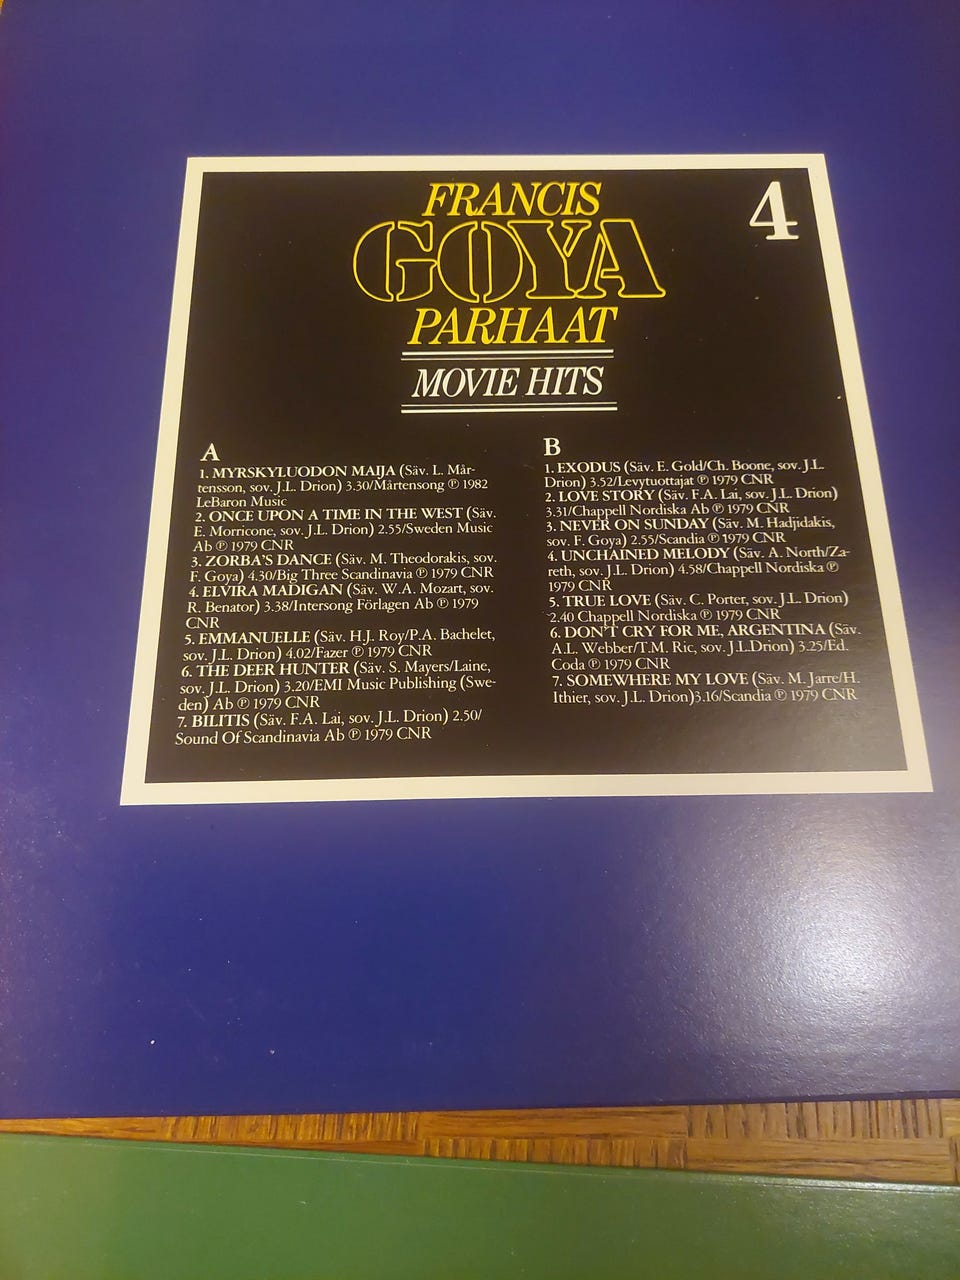 FRANCIS
GOYA
PARHAAT
MOVIE HITS
4
A
1. MYRSKYLUODON MAIJA (Säv. L. Mår-
tensson, sov. J.L. Drion) 3.30/Mårtensong ℗ 1982
LeBaron Music
2. ONCE UPON A TIME IN THE WEST (Säv.
E. Morricone, sov. J.L. Drion) 2.55/Sweden Music
Ab ℗ 1979 CNR
3. ZORBA'S DANCE (Säv. M. Theodorakis, sov.
F. Goya) 4.30/Big Three Scandinavia ℗ 1979 CNR
4. ELVIRA MADIGAN (Säv. W.A. Mozart, sov.
R. Benator) 3.38/Intersong Förlagen Ab ℗ 1979
CNR
5. EMMANUELLE (Säv. H.J. Roy/P.A. Bachelet,
sov. J.L. Drion) 4.02/Fazer ℗ 1979 CNR
6. THE DEER HUNTER (Säv. S. Mayers/Laine,
sov. J.L. Drion) 3.20/EMI Music Publishing (Swe-
den) Ab ℗ 1979 CNR
7. BILITIS (Säv. F.A. Lai, sov. J.L. Drion) 2.50/
Sound Of Scandinavia Ab ℗ 1979 CNR
B
1. EXODUS (Säv. E. Gold/Ch. Boone, sov. J.L.
Drion) 3.52/Levytuottajat ℗ 1979 CNR
2. LOVE STORY (Säv. F.A. Lai, sov. J.L. Drion)
3.31/Chappell Nordiska Ab ℗ 1979 CNR
3. NEVER ON SUNDAY (Säv. M. Hadjidakis,
sov. F. Goya) 2.55/Scandia ℗ 1979 CNR
4. UNCHAINED MELODY (Säv. A. North/Za-
reth, sov. J.L. Drion) 4.58/Chappell Nordiska ℗
1979 CNR
5. TRUE LOVE (Säv. C. Porter, sov. J.L. Drion)
2.40 Chappell Nordiska ℗ 1979 CNR
6. DON'T CRY FOR ME, ARGENTINA (Säv.
A.L. Webber/T.M. Ric, sov. J.L.Drion) 3.25/Ed.
Coda ℗ 1979 CNR
7. SOMEWHERE MY LOVE (Säv. M. Jarre/H.
Ithier, sov. J.L. Drion)3.16/Scandia ℗ 1979 CNR